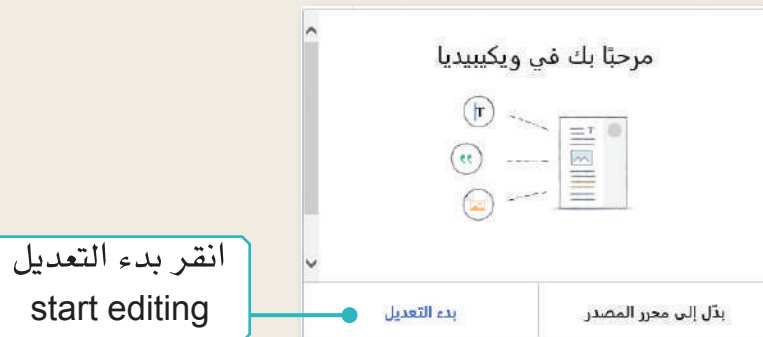 مرحبًا بك في ويكيبيديا
T
T
بدّل إلى محرر المصدر
بدء التعديل
انقر بدء التعديل
start editing